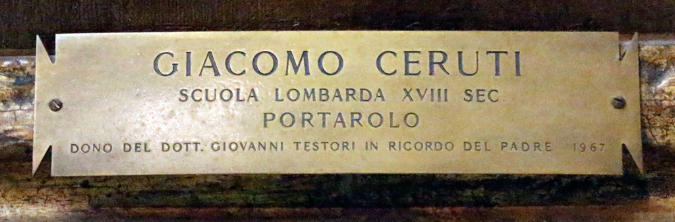 GIACOMO CERUTI
SCUOLA LOMBARDA XVIII SEC
PORTAROLO
DONO DEL DOTT. GIOVANNI TESTORI IN RICORDO DEL PADRE 1967